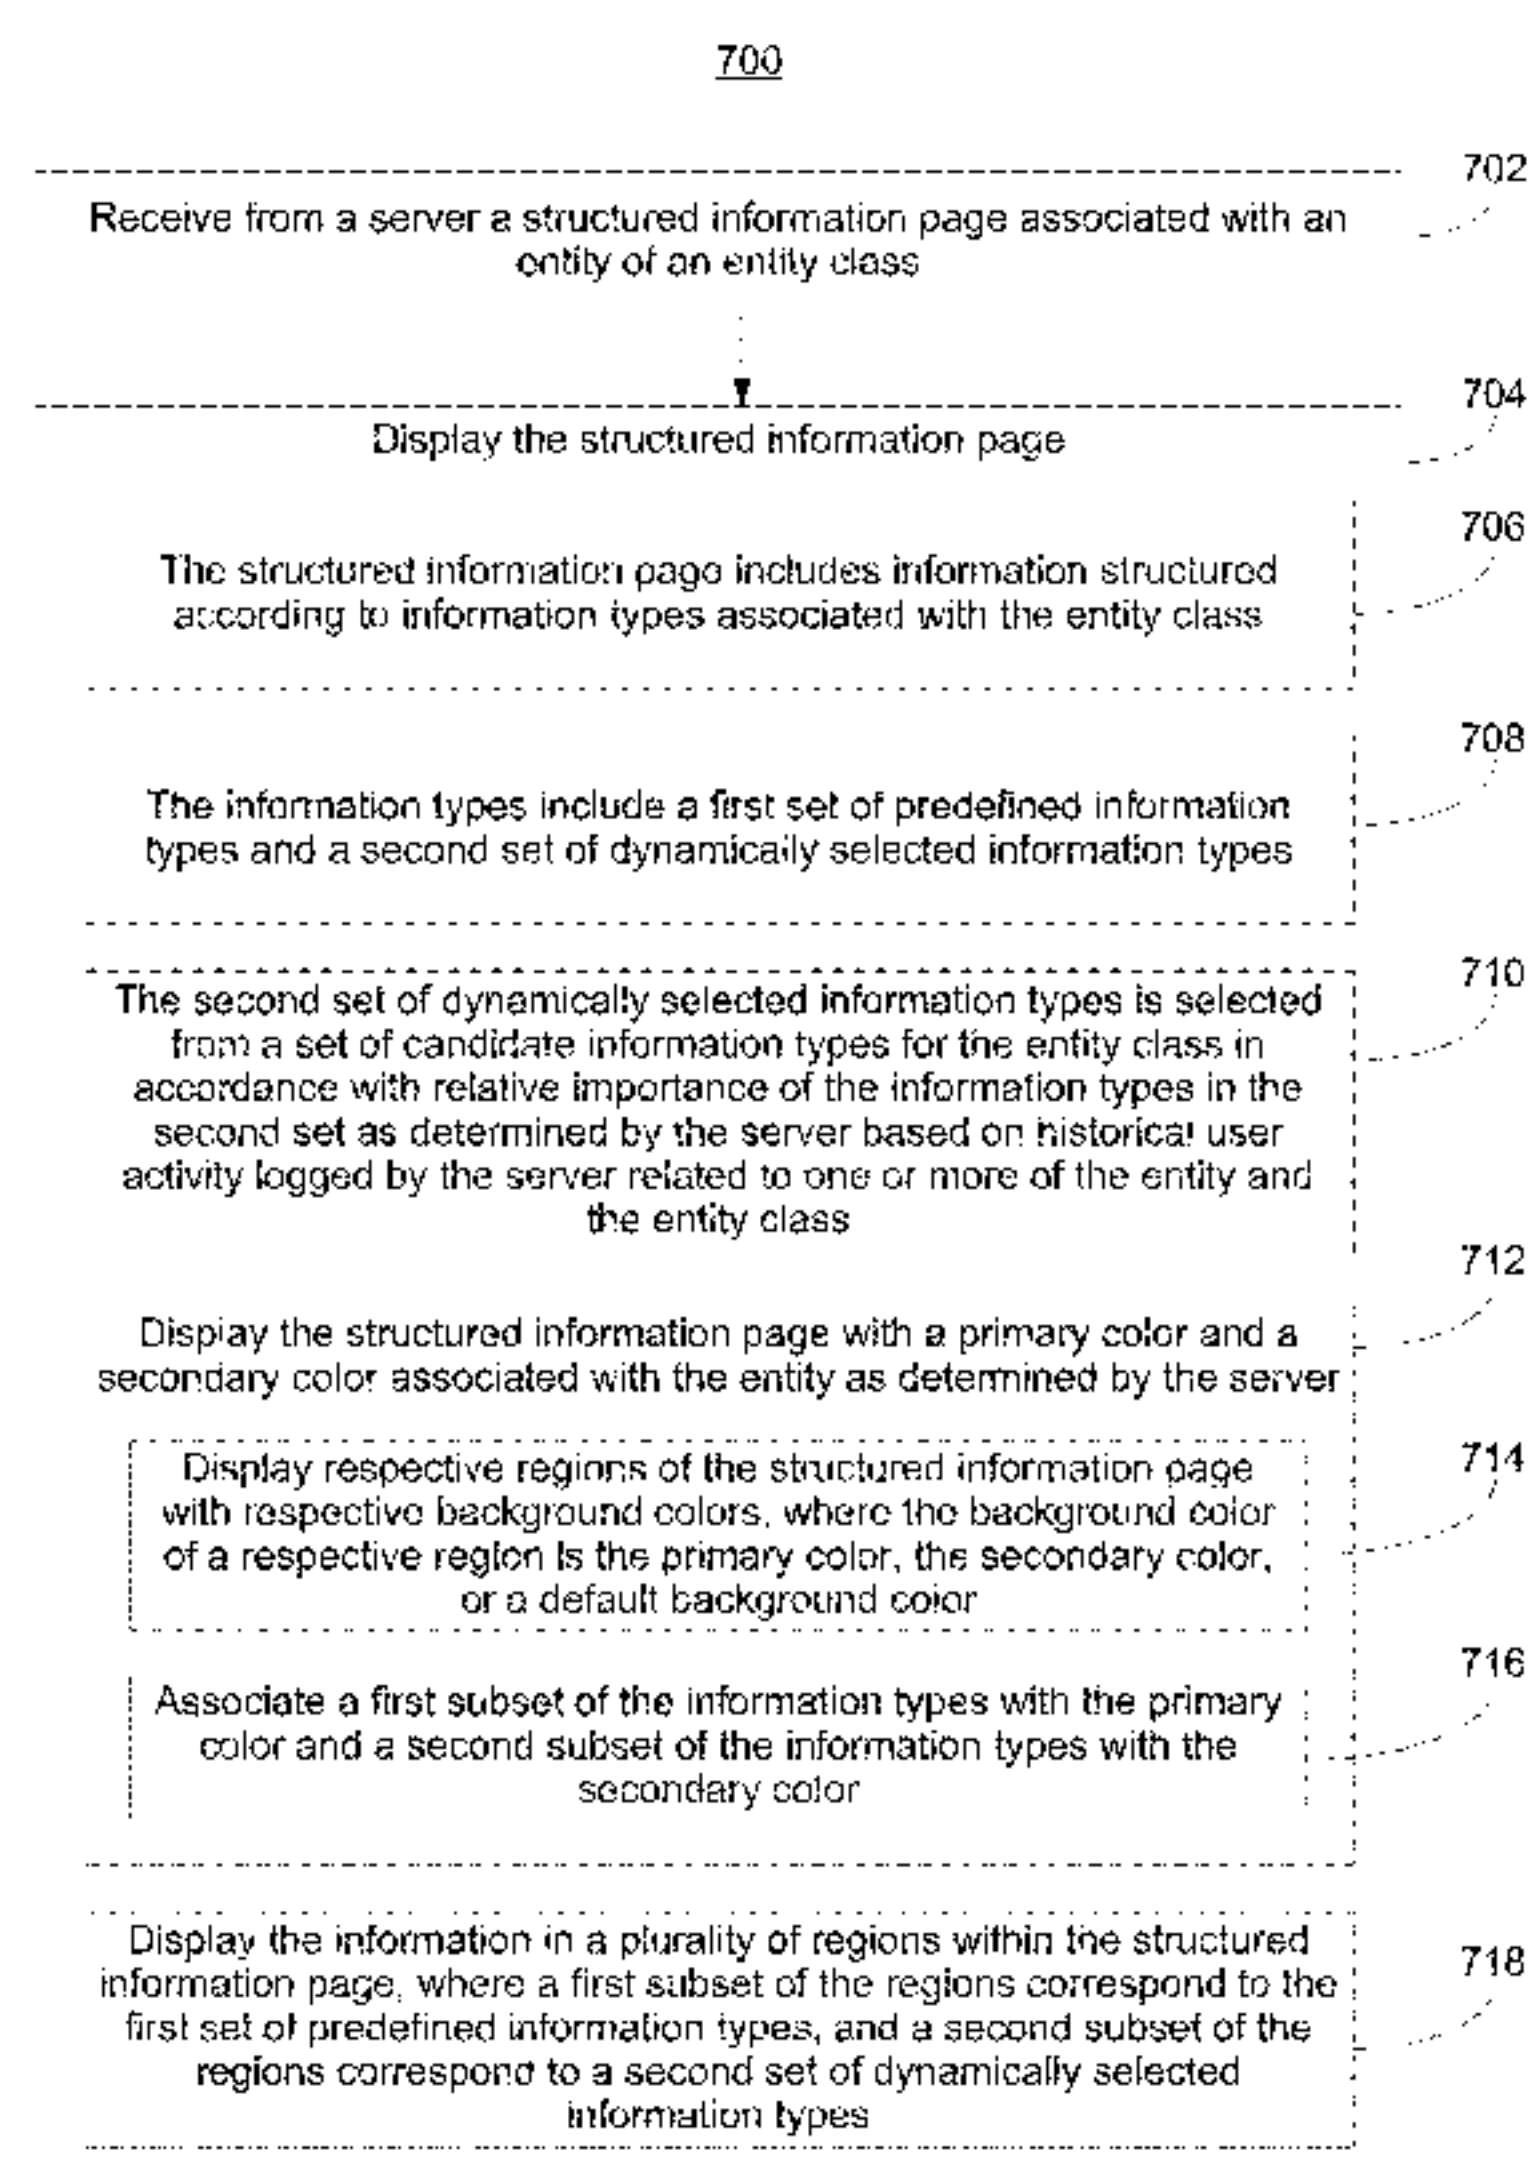 700
702
Receive from a server a structured information page associated with an
entity of an entity class
704
Display the structured information page
706
The structured information page includes information structured
according to information types associated with the entity class
708
The information types include a first set of predefined information
types and a second set of dynamically selected information types
710
The second set of dynamically selected information types is selected
from a set of candidate information types for the entity class in
accordance with relative importance of the information types in the
second set as determined by the server based on historical user
activity logged by the server related to one or more of the entity and
the entity class
712
Display the structured information page with a primary color and a
secondary color associated with the entity as determined by the server
714
Display respective regions of the structured information page
with respective background colors, where the background color
of a respective region is the primary color, the secondary color,
or a default background color
716
Associate a first subset of the information types with the primary
color and a second subset of the information types with the
secondary color
718
Display the information in a plurality of regions within the structured
information page, where a first subset of the regions correspond to the
first set of predefined information types, and a second subset of the
regions correspond to a second set of dynamically selected
information types